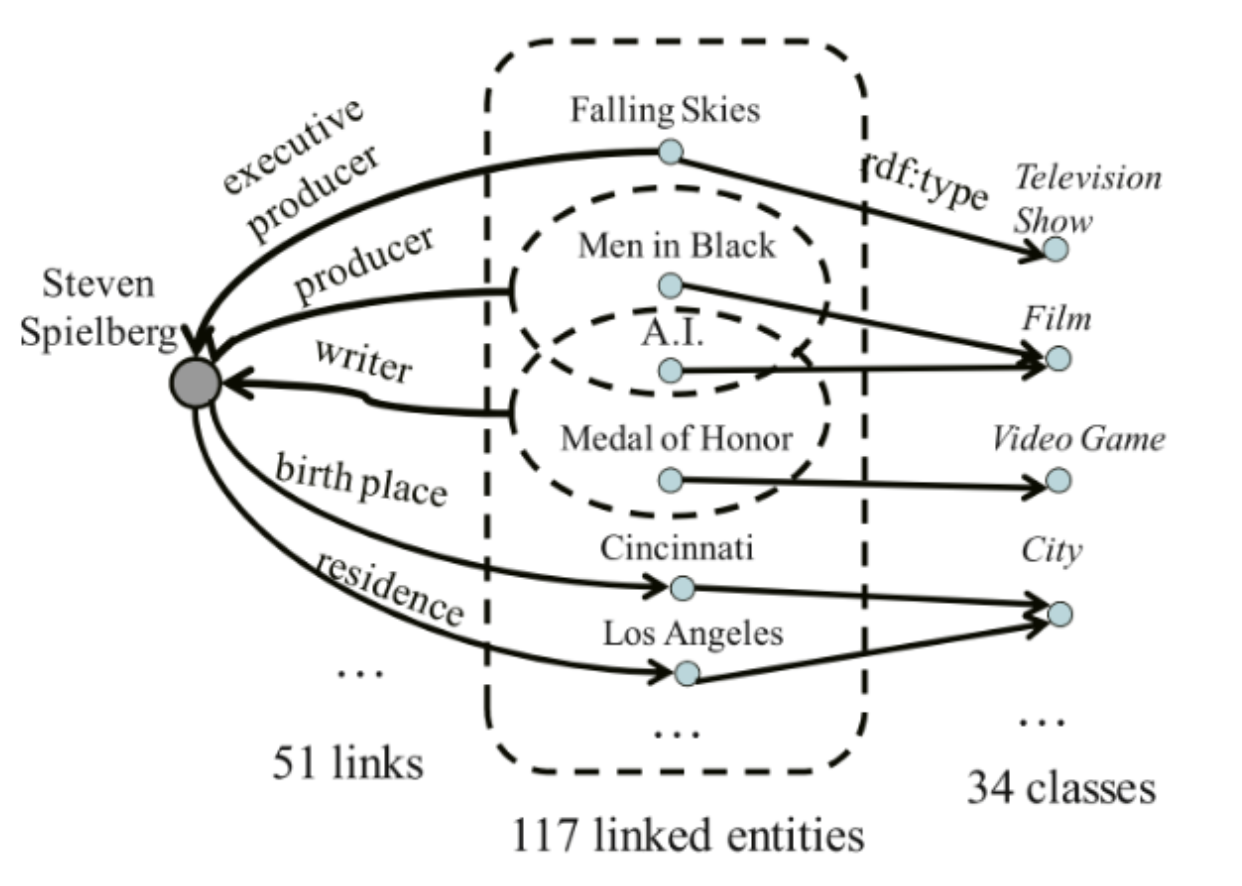 Falling Skies
executive
producer
rdf:type
Television
Show
Men in Black
producer
Steven
Spielberg
Film
A.I.
writer
Medal of Honor
Video Game
birth place
Cincinnati
City
residence
Los Angeles
...
...
...
51 links
34 classes
117 linked entities